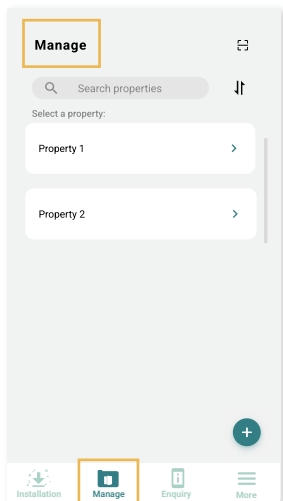 Manage
Search properties
Select a property:
Property 1
Property 2
Installation
Manage
Enquiry
More